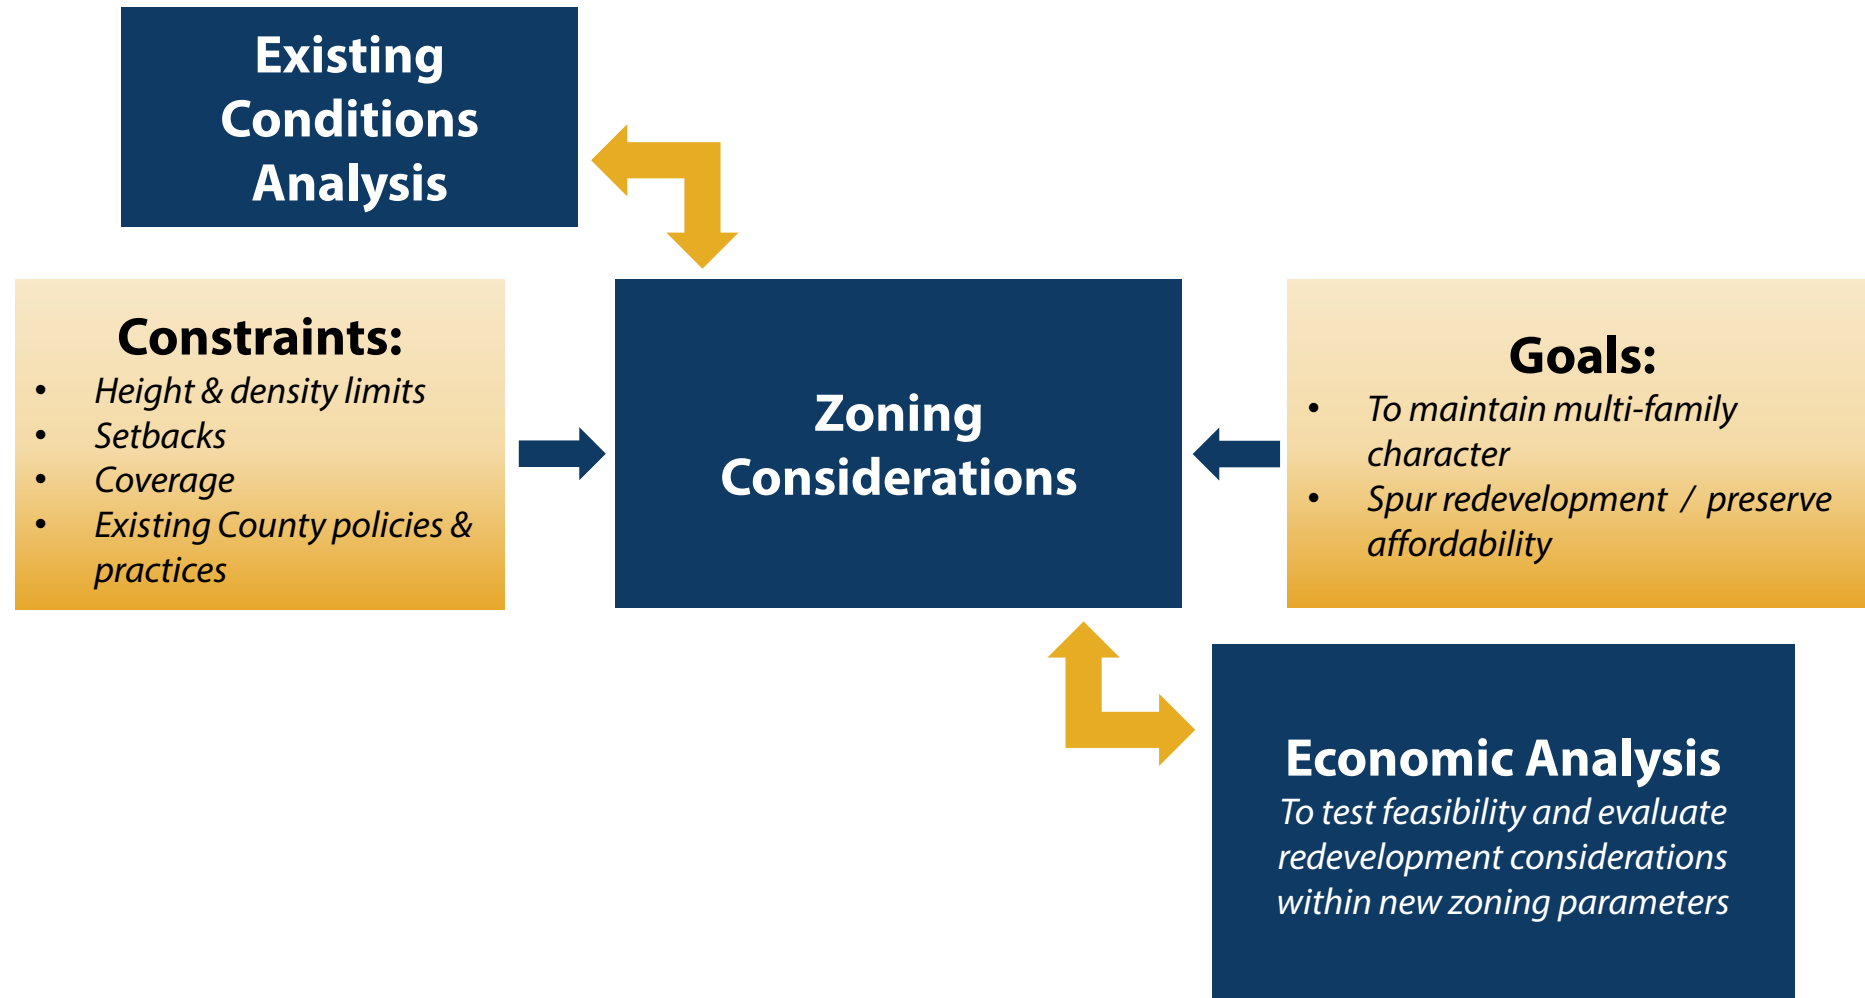 Existing
Conditions
Analysis
Constraints:
• Height & density limits
• Setbacks
• Coverage
• Existing County policies &
practices
Zoning
Considerations
Goals:
• To maintain multi-family
character
• Spur redevelopment / preserve
affordability
Economic Analysis
To test feasibility and evaluate
redevelopment considerations
within new zoning parameters